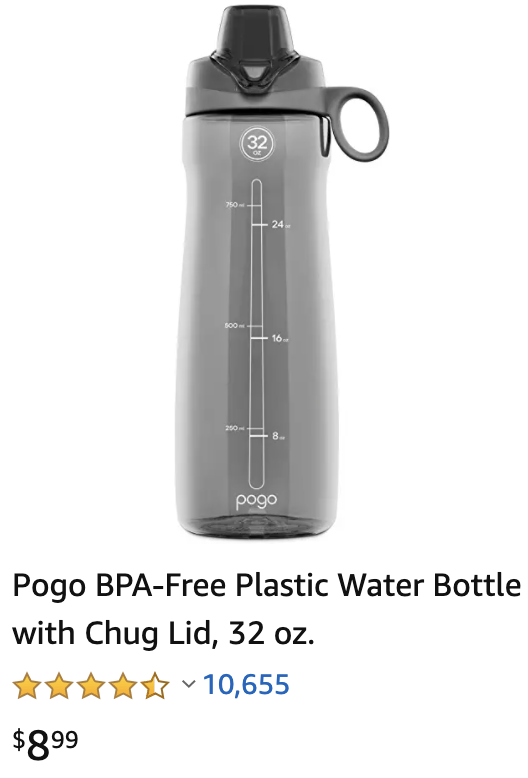 32
oz
750 ml
24 oz
500 ml
16 oz
250 ml
8 oz
pogo
Pogo BPA-Free Plastic Water Bottle
with Chug Lid, 32 oz.
10,655
$8.99